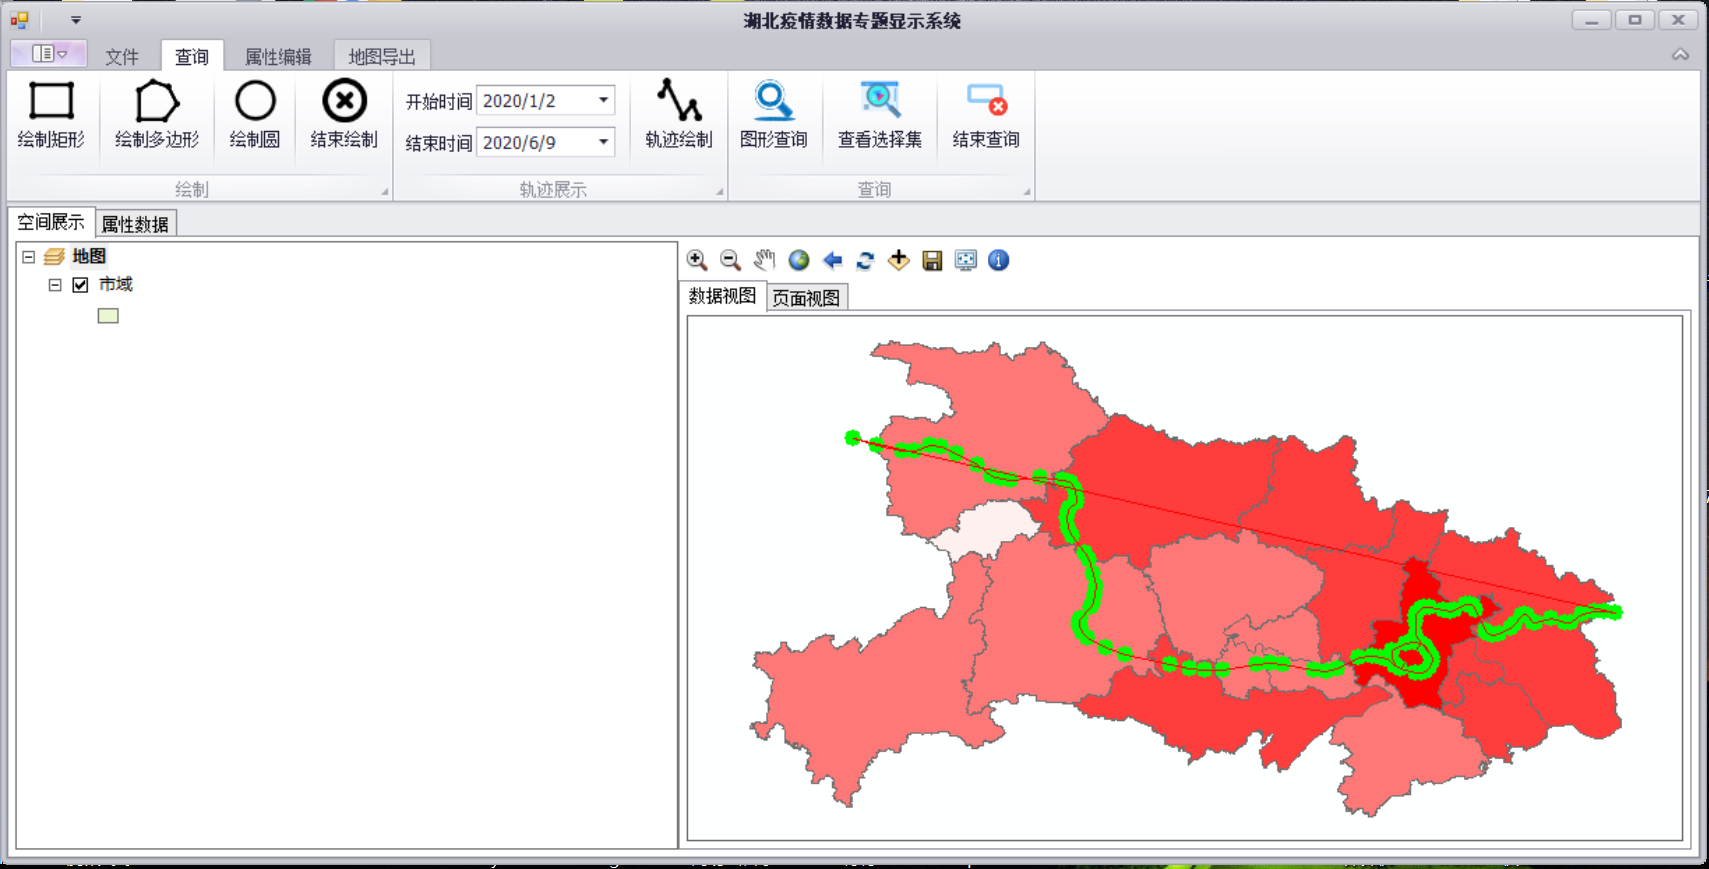 湖北疫情数据专题显示系统
文件 查询 属性编辑 地图导出
绘制矩形 绘制多边形 绘制圆 结束绘制
绘制
开始时间 2020/1/2
结束时间 2020/6/9
轨迹绘制
轨迹展示
图形查询 查看选择集 结束查询
查询
空间展示 属性数据
地图
市域
数据视图 页面视图